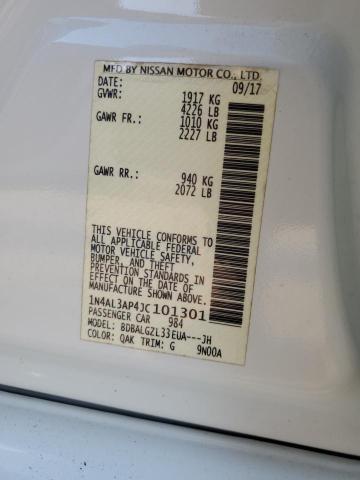 MFD BY NISSAN MOTOR CO., LTD.
DATE: 09/17
GVWR: 1917 KG
4226 LB
GAWR FR.: 1010 KG
2227 LB
GAWR RR.: 940 KG
2072 LB
THIS VEHICLE CONFORMS TO
ALL APPLICABLE FEDERAL
MOTOR VEHICLE SAFETY,
BUMPER, AND THEFT
PREVENTION STANDARDS IN
EFFECT ON THE DATE OF
MANUFACTURE SHOWN ABOVE.
1N4AL3AP4JC101301
PASSENGER CAR 984
MODEL: BDBALGZL33EUA---JH
COLOR: QAK TRIM: G 9N00A